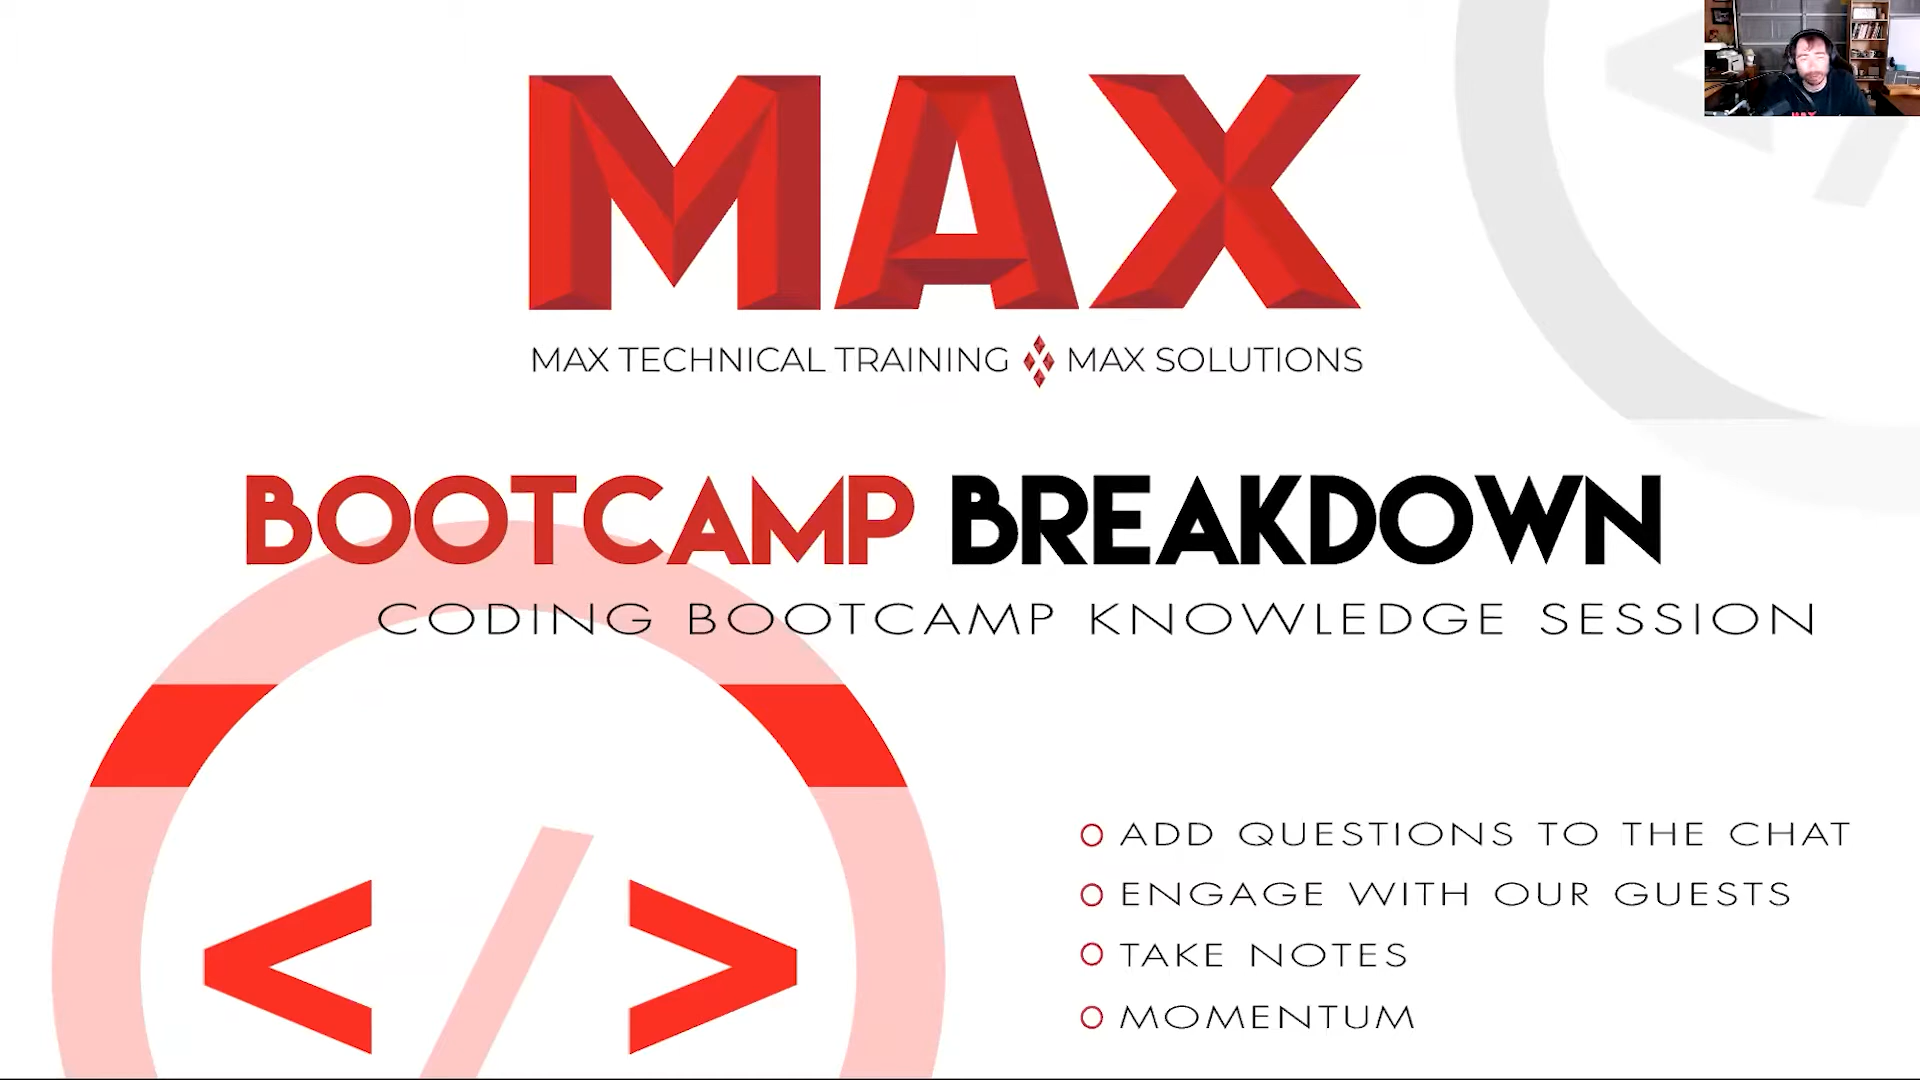 MAX
MAX TECHNICAL TRAINING MAX SOLUTIONS
BOOTCAMP BREAKDOWN
CODING BOOTCAMP KNOWLEDGE SESSION
ADD QUESTIONS TO THE CHAT
ENGAGE WITH OUR GUESTS
TAKE NOTES
MOMENTUM